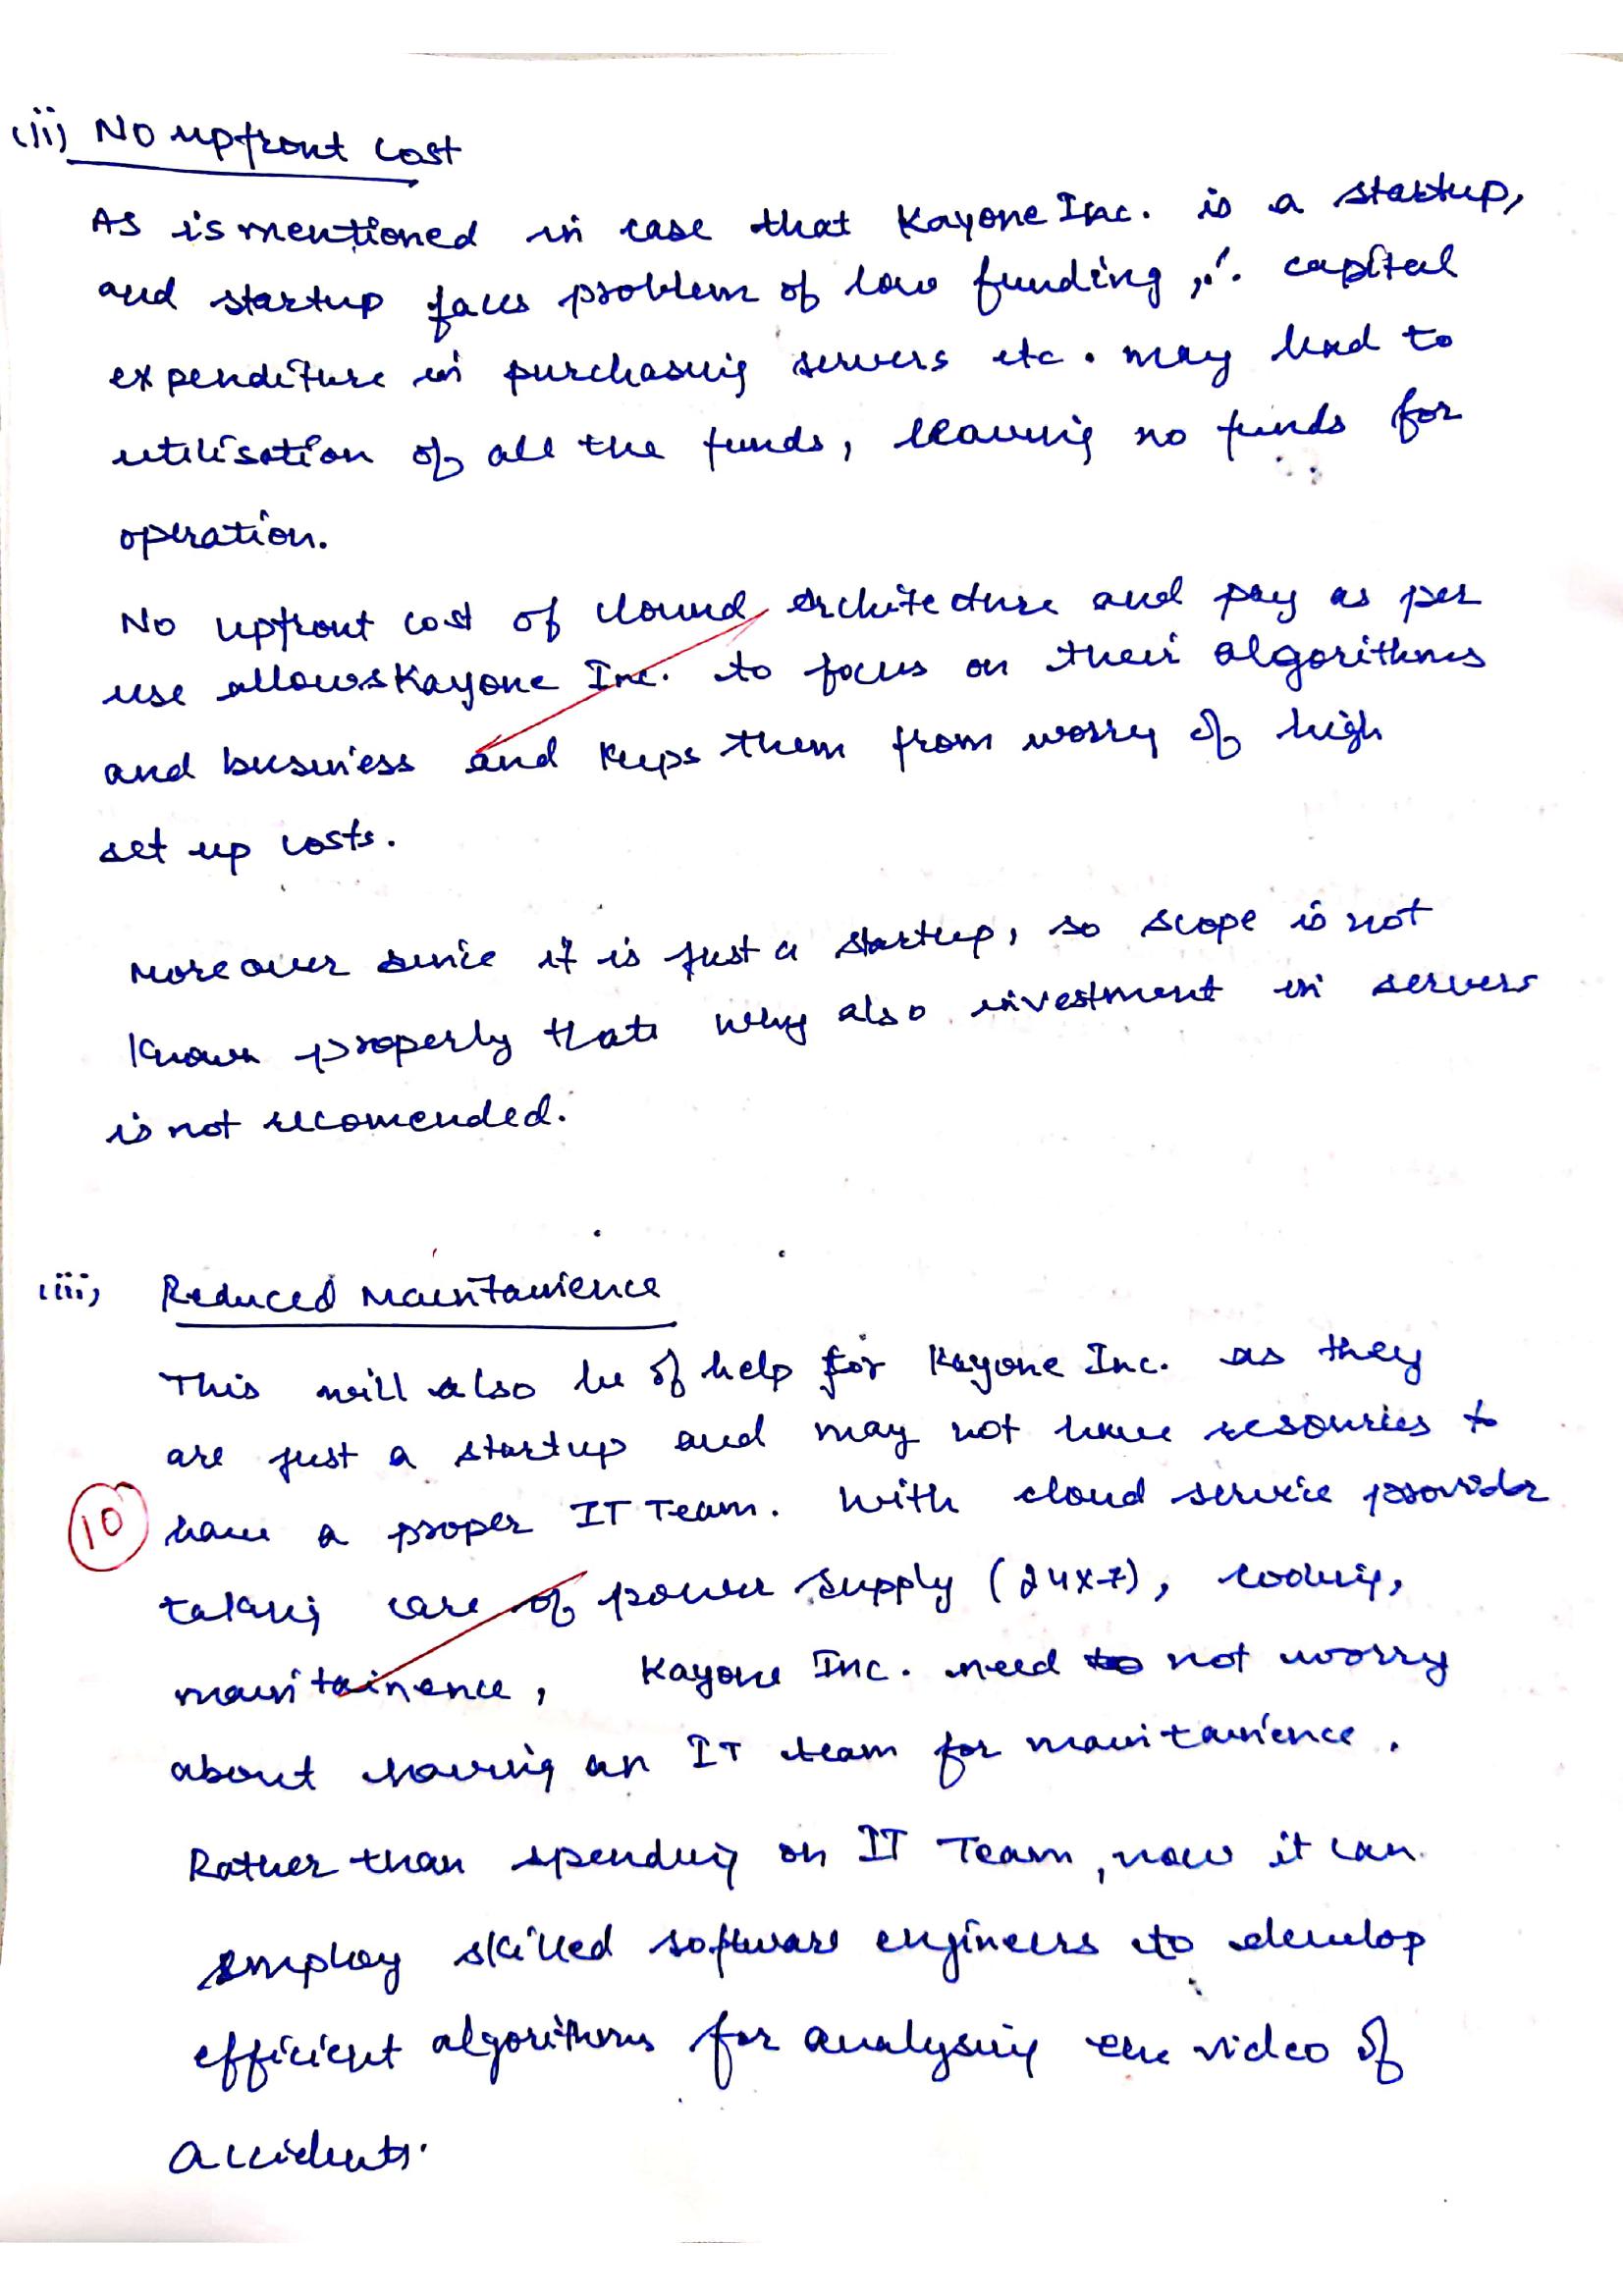 (ii) No upfront cost
As is mentioned in case that Kayone Inc. is a startup,
and startup faces problem of low funding, ∴ capital
expenditure in purchasing servers etc. may lead to
utilisation of all the funds, leaving no funds for
operation.
No upfront cost of clound architecture and pay as per
use allows Kayone Inc. to focus on their algorithms
and business and keeps them from worry of high
set up costs.
Moreover since it is just a startup, so scope is not
known properly thats why also investment in servers
is not recomended.
(iii) Reduced Maintainience
This will also be of help for Kayone Inc. as they
are just a startup and may not have resources to
10 have a proper IT Team. With cloud service provider
taking care of power supply (24x7), cooling,
maintainence, Kayone Inc. need not worry
about having an IT team for maintainience.
Rather than spending on IT Team, now it can
employ skilled software engineers to develop
efficient algorithms for analysing the video of
accidents.